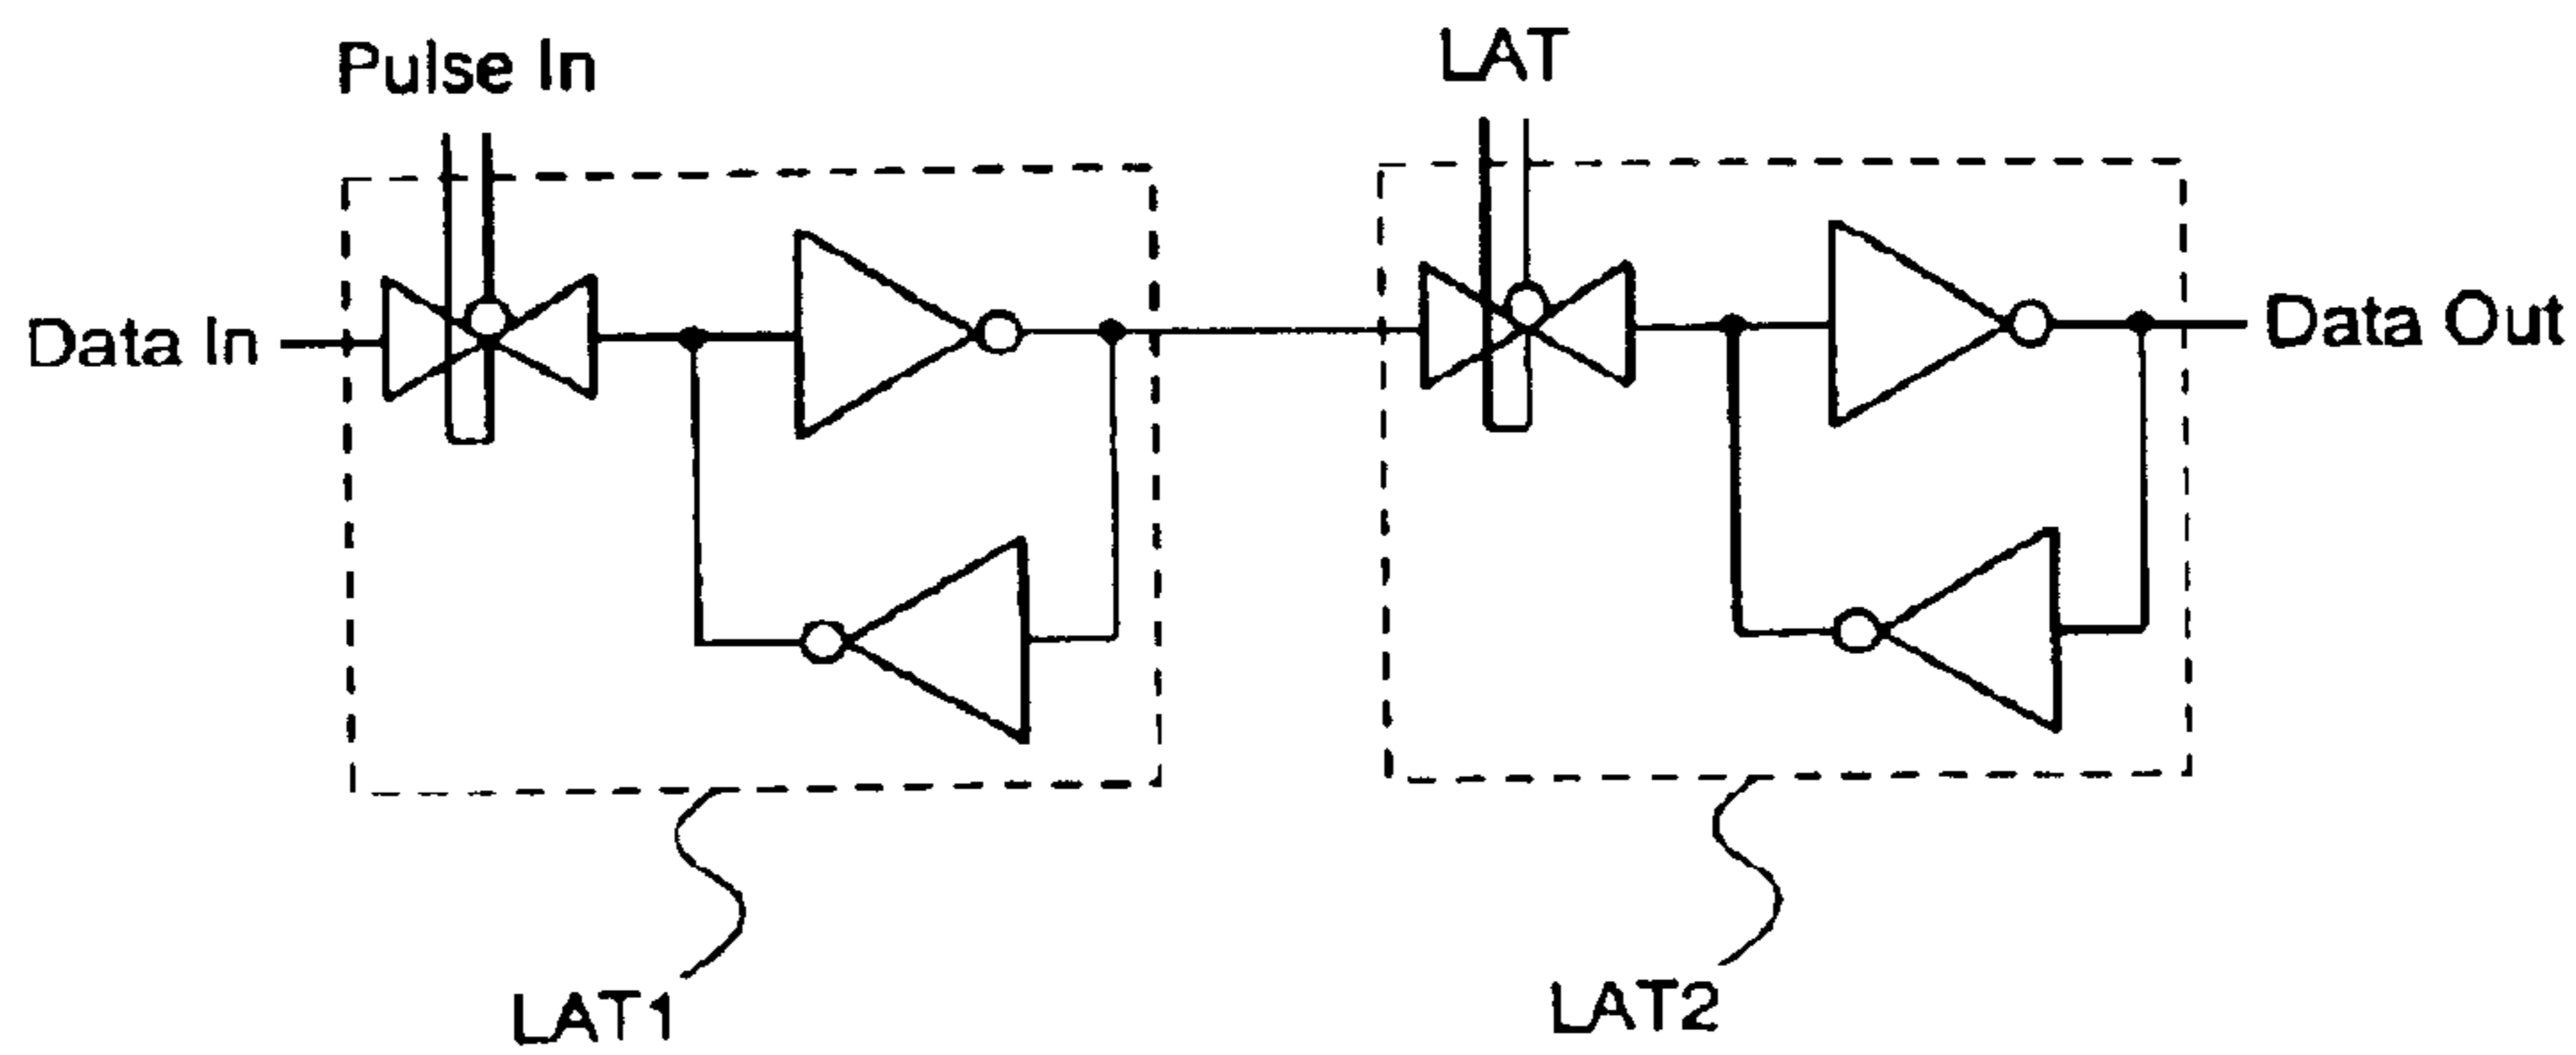 Pulse In
LAT
Data In
Data Out
LAT1
LAT2